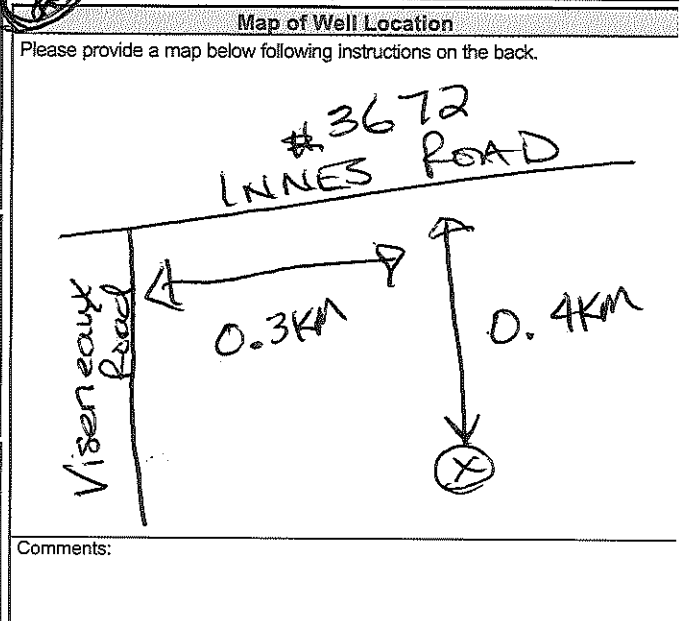 Map of Well Location
Please provide a map below following instructions on the back.
#3672
INNES ROAD
0.3KM
0.4KM
Viseneaux
Road
X
Comments: